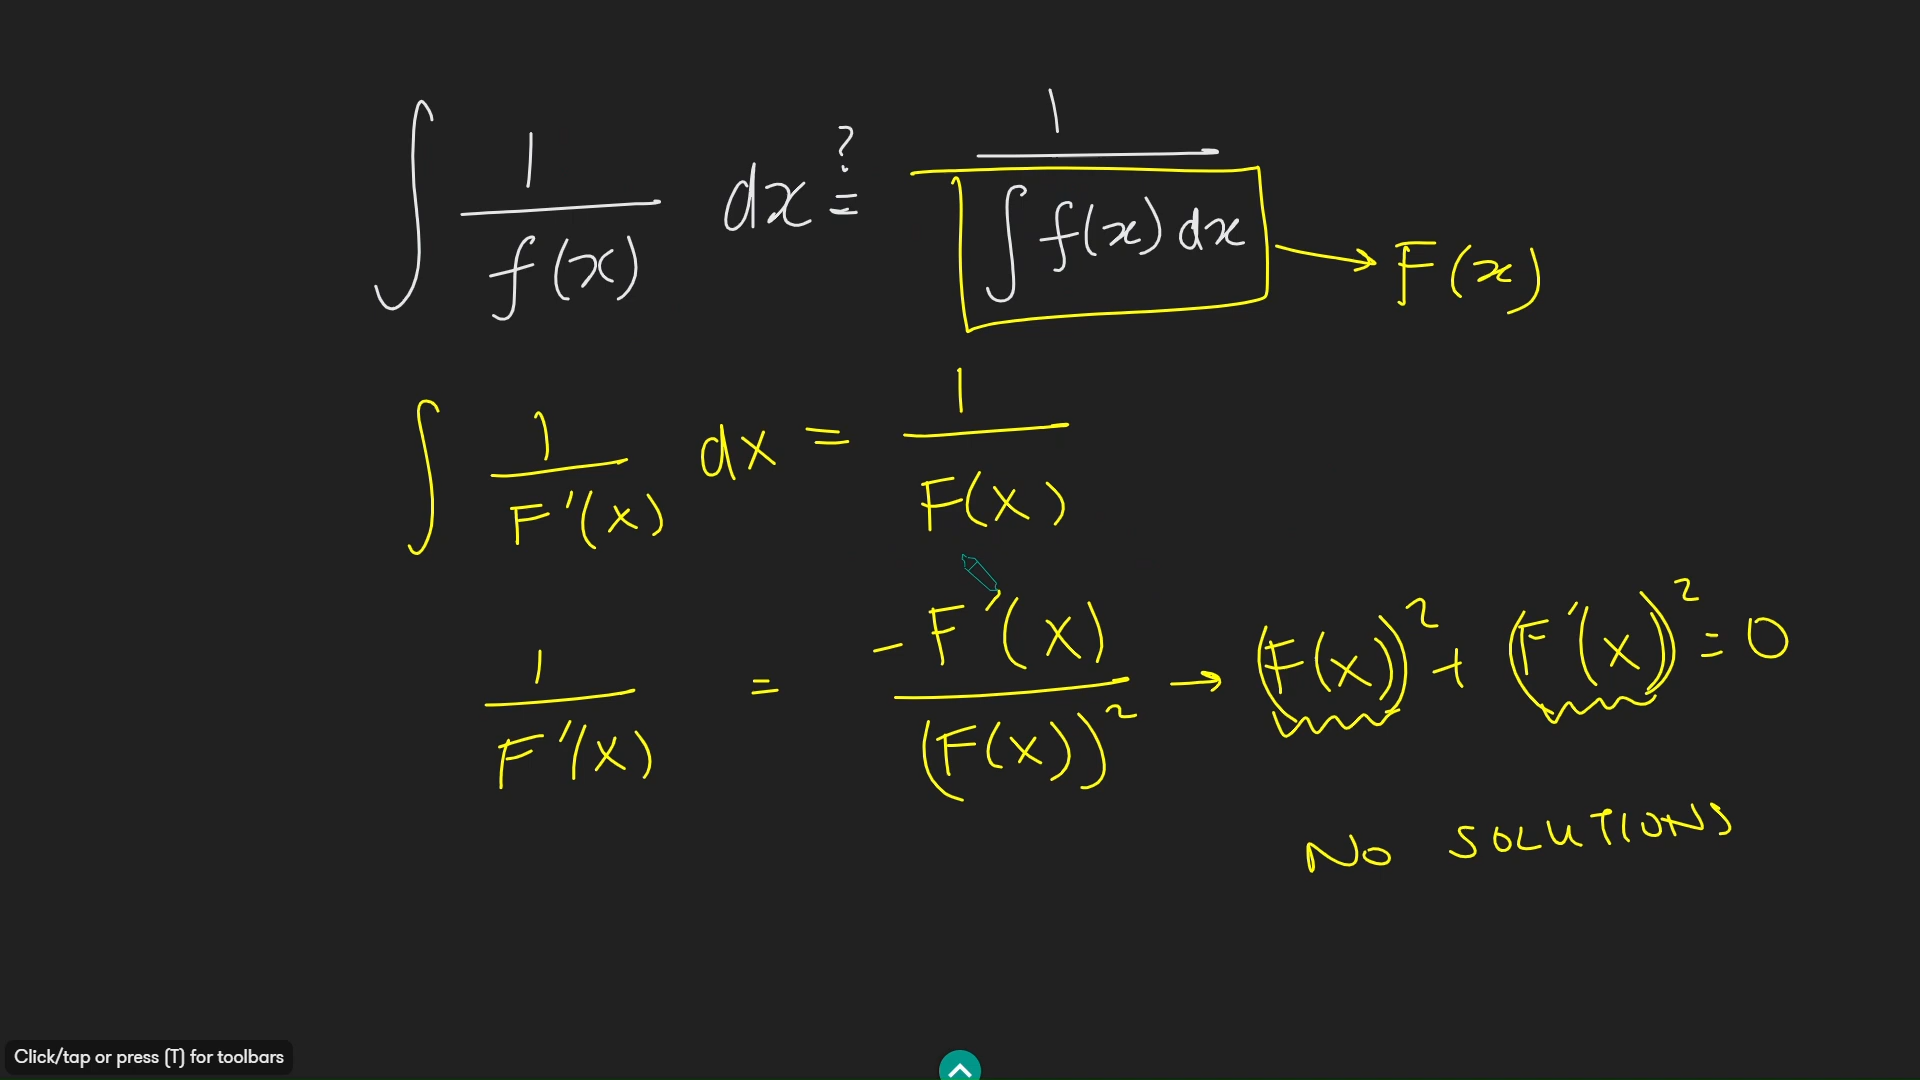 ∫ 1/f(x) dx ?= 1/∫ f(x) dx → F(x)
∫ 1/F'(x) dx = 1/F(x)
1/F'(x) = -F'(x)/(F(x))² → (F(x))² + (F'(x))² = 0
NO SOLUTIONS
Click/tap or press (T) for toolbars